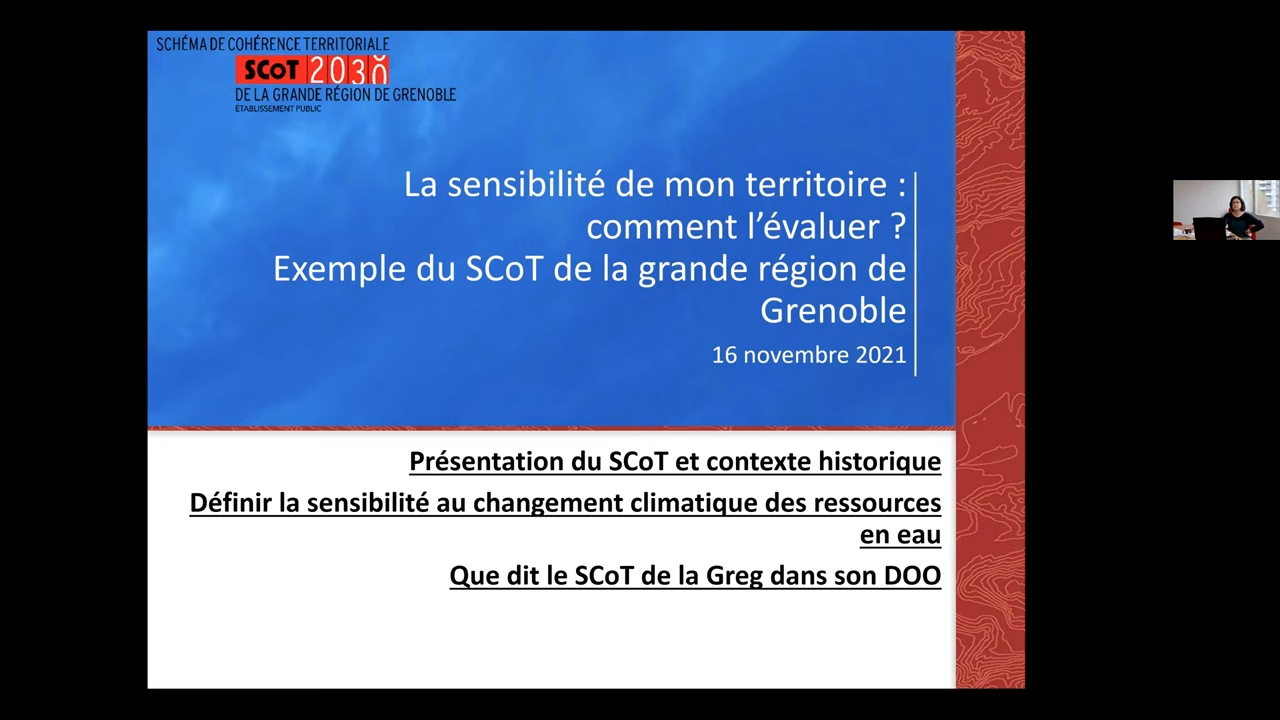 SCHÉMA DE COHÉRENCE TERRITORIALE
SCoT 2030
DE LA GRANDE RÉGION DE GRENOBLE
ÉTABLISSEMENT PUBLIC
La sensibilité de mon territoire :
comment l’évaluer ?
Exemple du SCoT de la grande région de
Grenoble
16 novembre 2021
Présentation du SCoT et contexte historique
Définir la sensibilité au changement climatique des ressources
en eau
Que dit le SCoT de la Greg dans son DOO